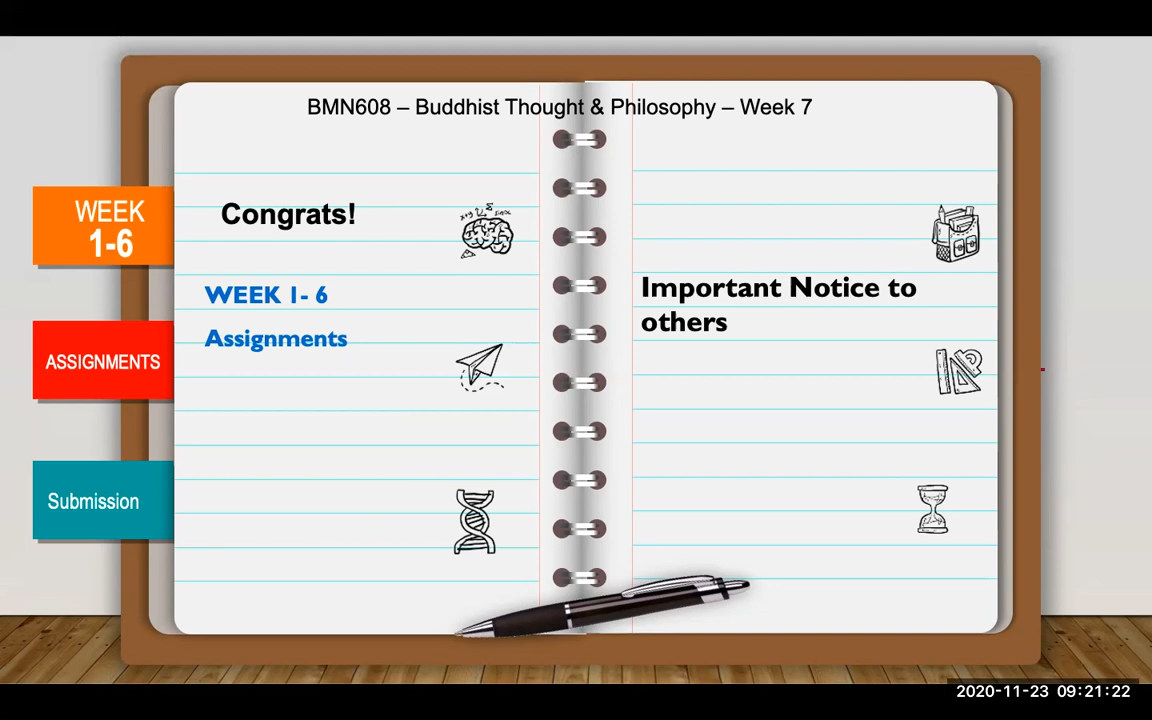 BMN608 – Buddhist Thought & Philosophy – Week 7
WEEK
1-6
ASSIGNMENTS
Submission
Congrats!
WEEK 1- 6
Assignments
Important Notice to
others
2020-11-23 09:21:22